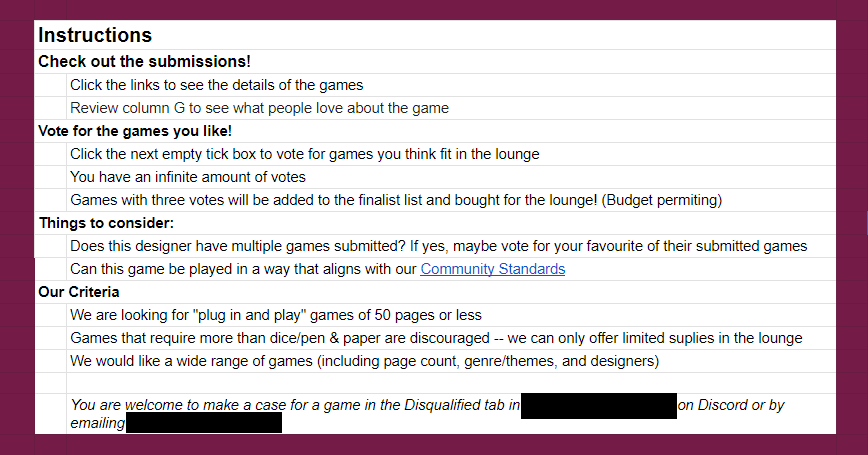 Instructions
Check out the submissions!
Click the links to see the details of the games
Review column G to see what people love about the game
Vote for the games you like!
Click the next empty tick box to vote for games you think fit in the lounge
You have an infinite amount of votes
Games with three votes will be added to the finalist list and bought for the lounge! (Budget permiting)
Things to consider:
Does this designer have multiple games submitted? If yes, maybe vote for your favourite of their submitted games
Can this game be played in a way that aligns with our Community Standards
Our Criteria
We are looking for "plug in and play" games of 50 pages or less
Games that require more than dice/pen & paper are discouraged -- we can only offer limited suplies in the lounge
We would like a wide range of games (including page count, genre/themes, and designers)
You are welcome to make a case for a game in the Disqualified tab in on Discord or by
emailing